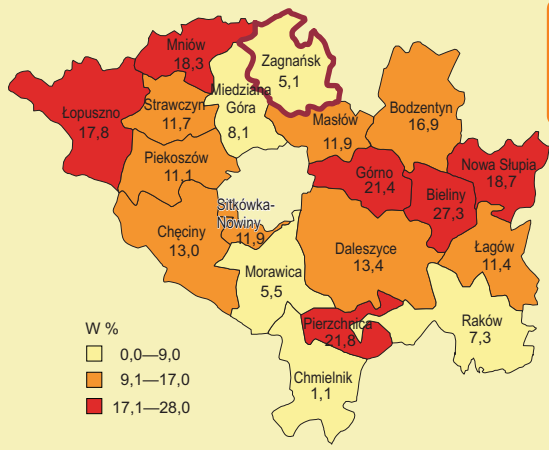 Mniów
18,3
Zagnańsk
5,1
Łopuszno
17,8
Strawczyn
11,7
Miedziana
Góra
8,1
Masłów
11,9
Bodzentyn
16,9
Piekoszów
11,1
Górno
21,4
Bieliny
27,3
Nowa Słupia
18,7
Sitkówka-
Nowiny
11,9
Chęciny
13,0
Daleszyce
13,4
Łagów
11,4
Morawica
5,5
Pierzchnica
21,8
Raków
7,3
Chmielnik
1,1
W %
0,0—9,0
9,1—17,0
17,1—28,0